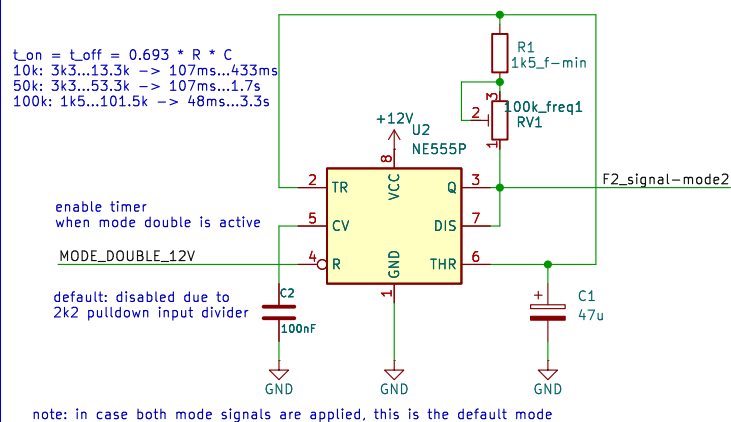 t_on = t_off = 0.693 * R * C
10k: 3k3...13.3k -> 107ms...433ms
50k: 3k3...53.3k -> 107ms...1.7s
100k: 1k5...101.5k -> 48ms...3.3s
R1
1k5_f-min
3
100k_freq1
2
RV1
1
+12V
U2
NE555P
8
VCC
2
TR
Q
3
F2_signal-mode2
enable timer
when mode double is active
5
CV
DIS
7
MODE_DOUBLE_12V
4
R
GND
THR
6
1
default: disabled due to
2k2 pulldown input divider
C2
100nF
+
C1
47u
GND
GND
GND
note: in case both mode signals are applied, this is the default mode